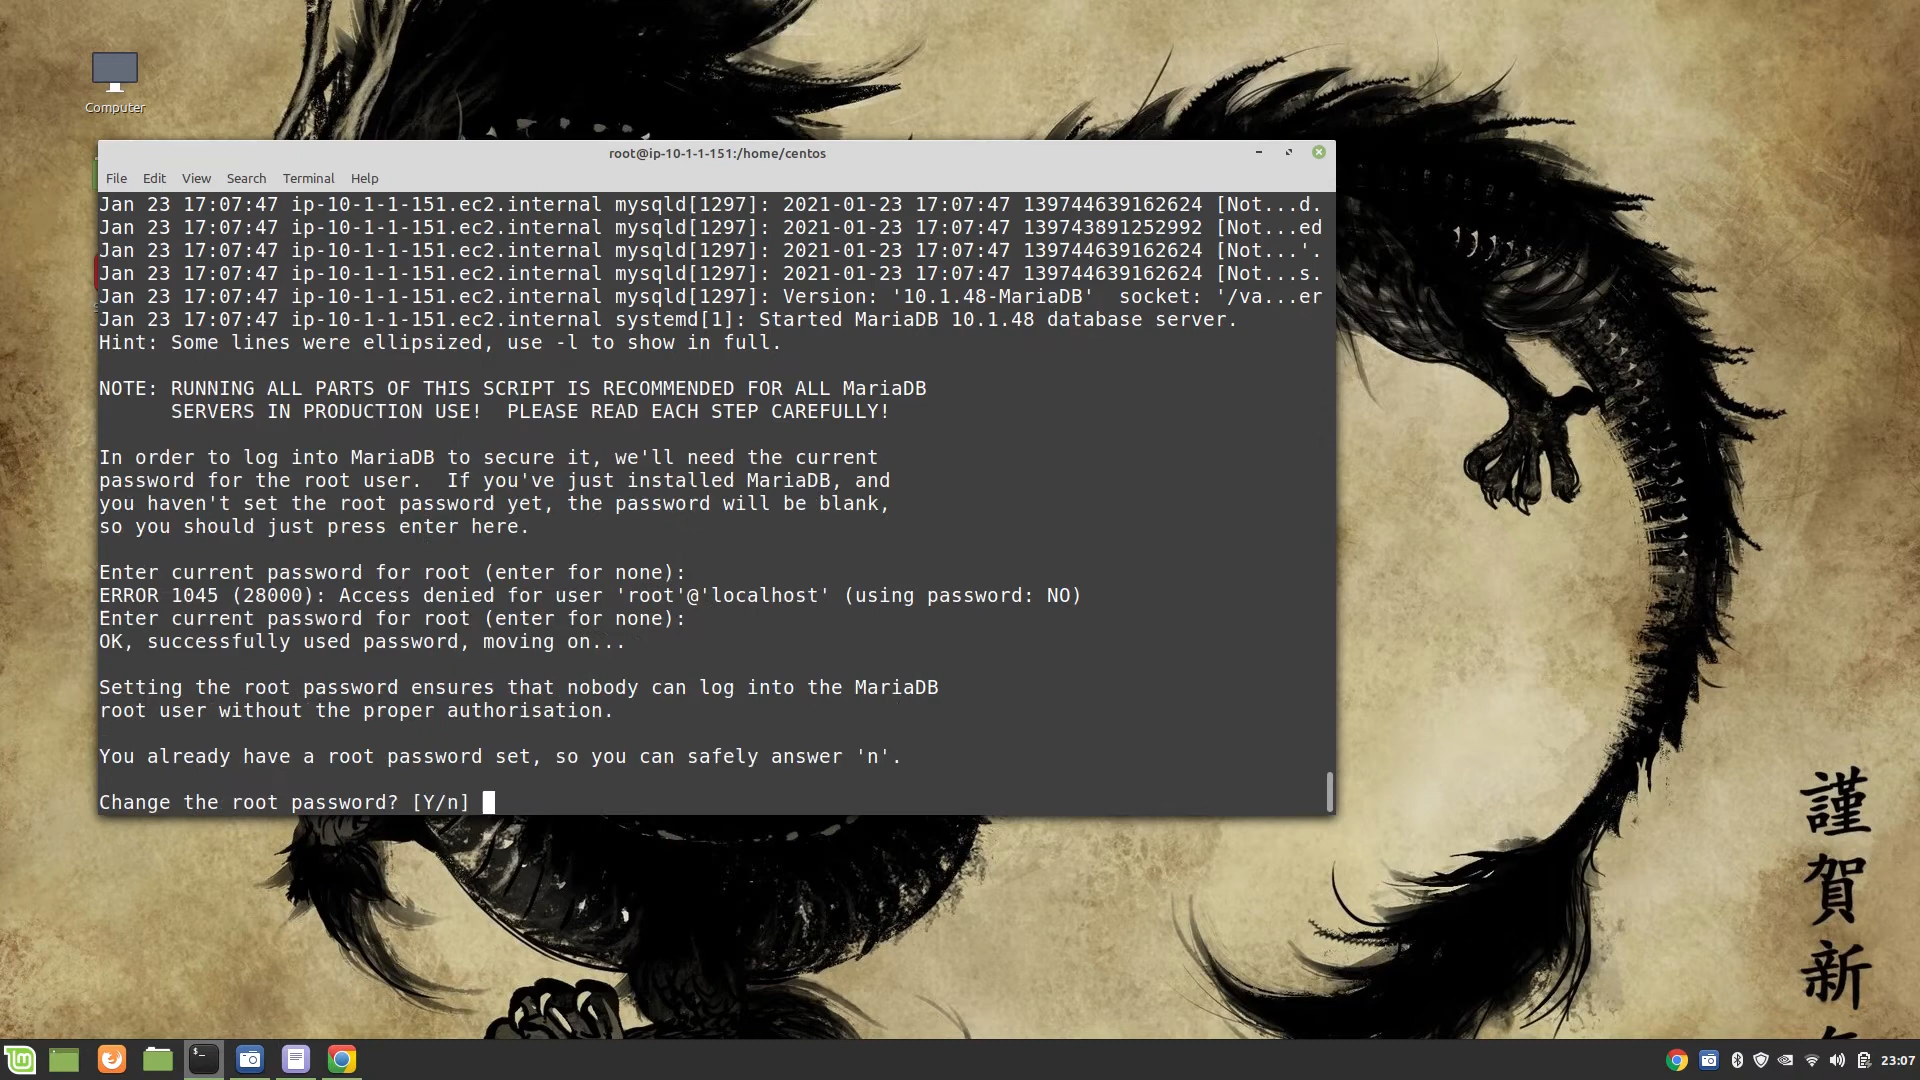 Computer
root@ip-10-1-1-151:/home/centos
File Edit View Search Terminal Help
Jan 23 17:07:47 ip-10-1-1-151.ec2.internal mysqld[1297]: 2021-01-23 17:07:47 139744639162624 [Not...d.
Jan 23 17:07:47 ip-10-1-1-151.ec2.internal mysqld[1297]: 2021-01-23 17:07:47 139743891252992 [Not...ed
Jan 23 17:07:47 ip-10-1-1-151.ec2.internal mysqld[1297]: 2021-01-23 17:07:47 139744639162624 [Not...'.
Jan 23 17:07:47 ip-10-1-1-151.ec2.internal mysqld[1297]: 2021-01-23 17:07:47 139744639162624 [Not...s.
Jan 23 17:07:47 ip-10-1-1-151.ec2.internal mysqld[1297]: Version: '10.1.48-MariaDB'  socket: '/va...er
Jan 23 17:07:47 ip-10-1-1-151.ec2.internal systemd[1]: Started MariaDB 10.1.48 database server.
Hint: Some lines were ellipsized, use -l to show in full.
NOTE: RUNNING ALL PARTS OF THIS SCRIPT IS RECOMMENDED FOR ALL MariaDB
SERVERS IN PRODUCTION USE!  PLEASE READ EACH STEP CAREFULLY!
In order to log into MariaDB to secure it, we'll need the current
password for the root user.  If you've just installed MariaDB, and
you haven't set the root password yet, the password will be blank,
so you should just press enter here.
Enter current password for root (enter for none):
ERROR 1045 (28000): Access denied for user 'root'@'localhost' (using password: NO)
Enter current password for root (enter for none):
OK, successfully used password, moving on...
Setting the root password ensures that nobody can log into the MariaDB
root user without the proper authorisation.
You already have a root password set, so you can safely answer 'n'.
Change the root password? [Y/n]
謹賀新
23:07